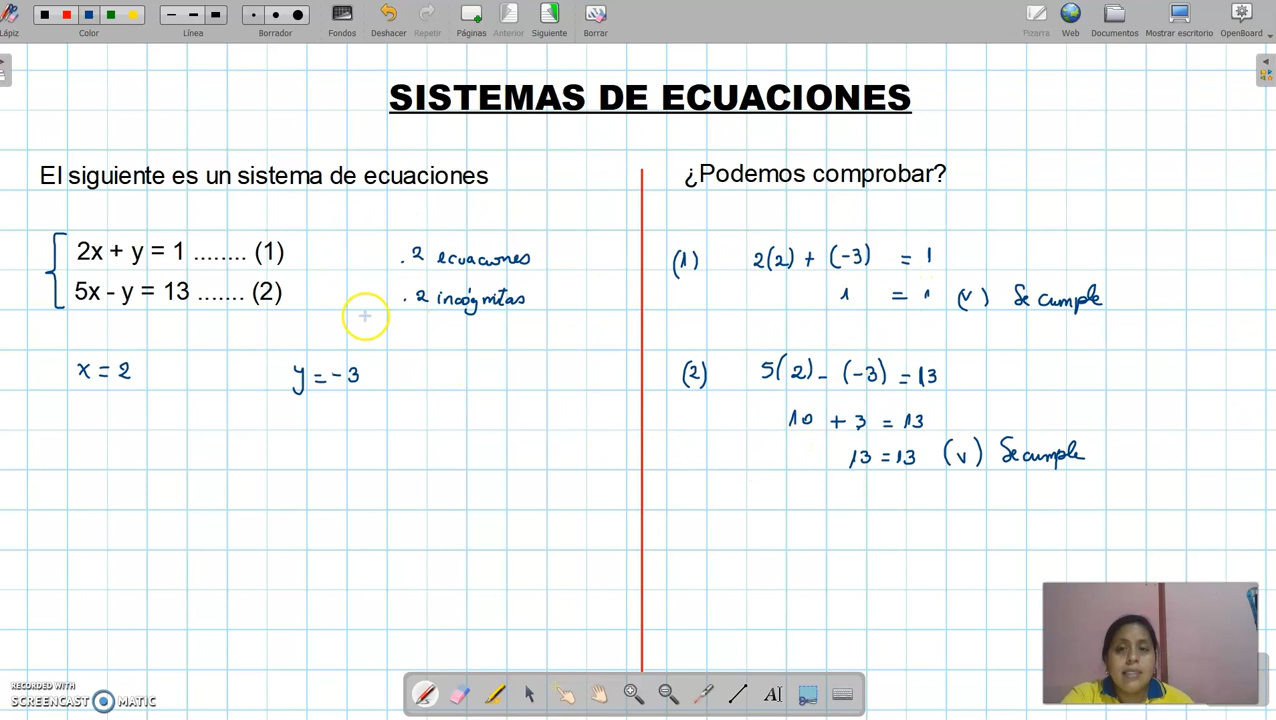 Lápiz
Color
Línea
Borrador
Fondos
Deshacer
Repetir
Páginas
Anterior
Siguiente
Borrar
Pizarra
Web
Documentos
Mostrar escritorio
OpenBoard
SISTEMAS DE ECUACIONES
El siguiente es un sistema de ecuaciones
2x + y = 1 ........ (1)
5x - y = 13 ....... (2)
. 2 ecuaciones
. 2 incógnitas
x = 2
y = -3
¿Podemos comprobar?
(1) 2(2) + (-3) = 1
1 = 1 (v) Se cumple
(2) 5(2) - (-3) = 13
10 + 3 = 13
13 = 13 (v) Se cumple
RECORDED WITH
SCREENCAST MATIC
AI